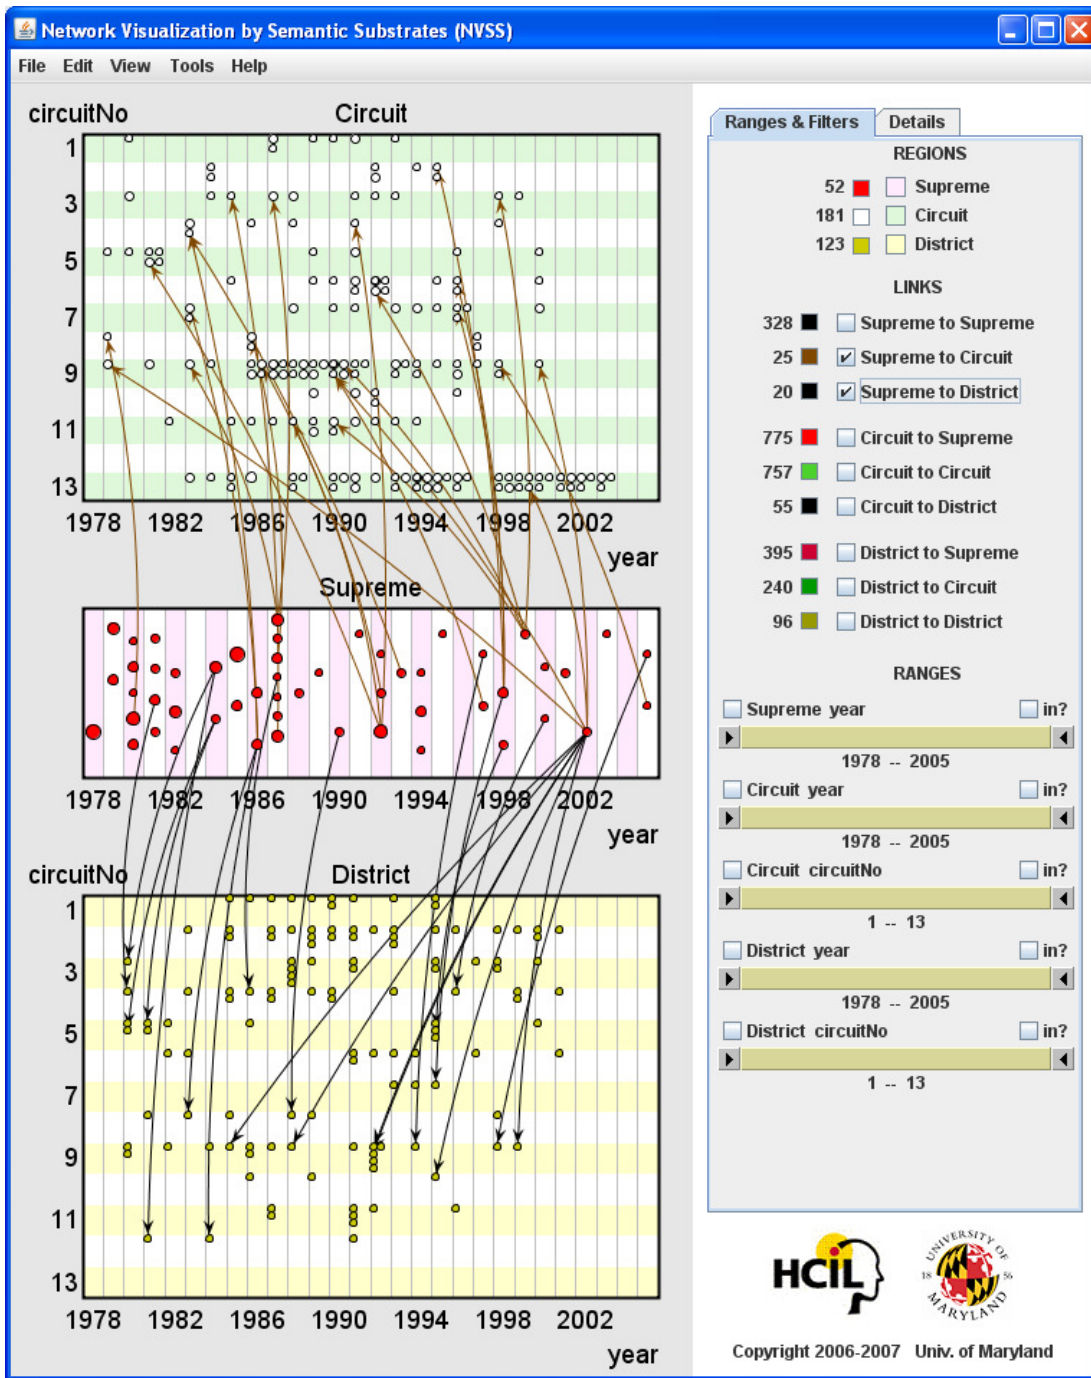 Network Visualization by Semantic Substrates (NVSS)
File Edit View Tools Help
circuitNo
Circuit
1
3
5
7
9
11
13
1978 1982 1986 1990 1994 1998 2002
year
Supreme
1978 1982 1986 1990 1994 1998 2002
year
circuitNo
District
1
3
5
7
9
11
13
1978 1982 1986 1990 1994 1998 2002
year
Ranges & Filters Details
REGIONS
52 Supreme
181 Circuit
123 District
LINKS
328 Supreme to Supreme
25 Supreme to Circuit
20 Supreme to District
775 Circuit to Supreme
757 Circuit to Circuit
55 Circuit to District
395 District to Supreme
240 District to Circuit
96 District to District
RANGES
Supreme year in?
1978 -- 2005
Circuit year in?
1978 -- 2005
Circuit circuitNo in?
1 -- 13
District year in?
1978 -- 2005
District circuitNo in?
1 -- 13
HCIL
UNIVERSITY OF
18 56
MARYLAND
Copyright 2006-2007 Univ. of Maryland